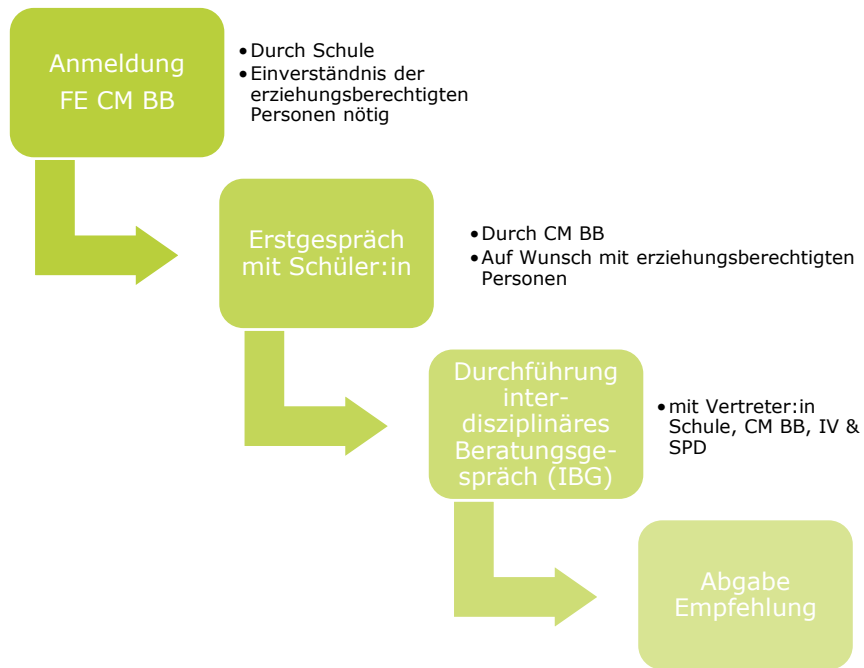 Anmeldung
FE CM BB
•Durch Schule
•Einverständnis der
erziehungsberechtigten
Personen nötig
Erstgespräch
mit Schüler:in
•Durch CM BB
•Auf Wunsch mit erziehungsberechtigten
Personen
Durchführung
inter-
disziplinäres
Beratungsge-
spräch (IBG)
•mit Vertreter:in
Schule, CM BB, IV &
SPD
Abgabe
Empfehlung